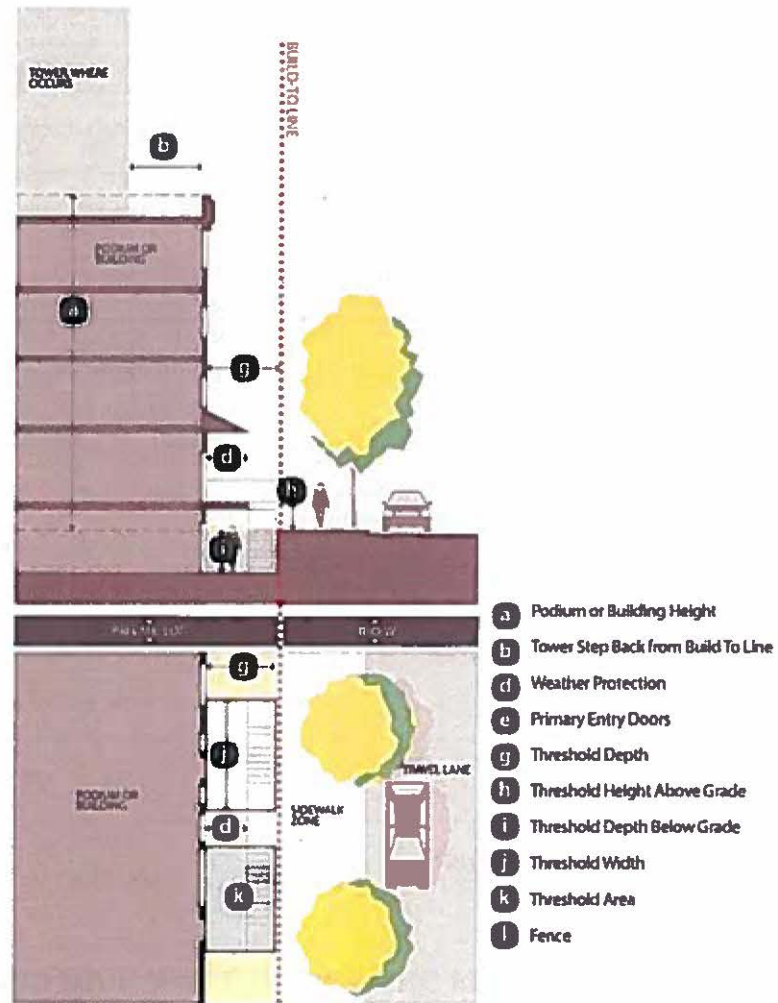 TOWER WHERE
OCCURS
BUILD-TO LINE
b
PODIUM OR
BUILDING
a
g
d
h
i
PRIVATE LOT
R.O.W
g
j
PODIUM OR
BUILDING
d
k
SIDEWALK
ZONE
TRAVEL LANE
a Podium or Building Height
b Tower Step Back from Build To Line
d Weather Protection
e Primary Entry Doors
g Threshold Depth
h Threshold Height Above Grade
i Threshold Depth Below Grade
j Threshold Width
k Threshold Area
l Fence